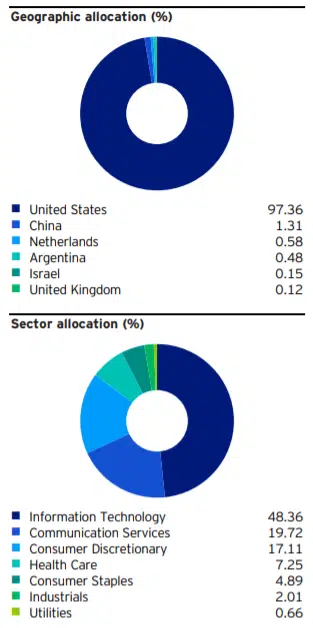 Geographic allocation (%)
United States 97.36
China 1.31
Netherlands 0.58
Argentina 0.48
Israel 0.15
United Kingdom 0.12
Sector allocation (%)
Information Technology 48.36
Communication Services 19.72
Consumer Discretionary 17.11
Health Care 7.25
Consumer Staples 4.89
Industrials 2.01
Utilities 0.66